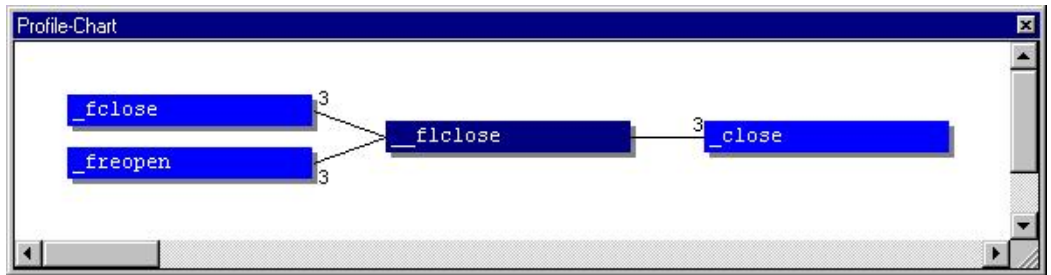 Profile-Chart
_fclose
3
__flclose
3
_close
_freopen
3